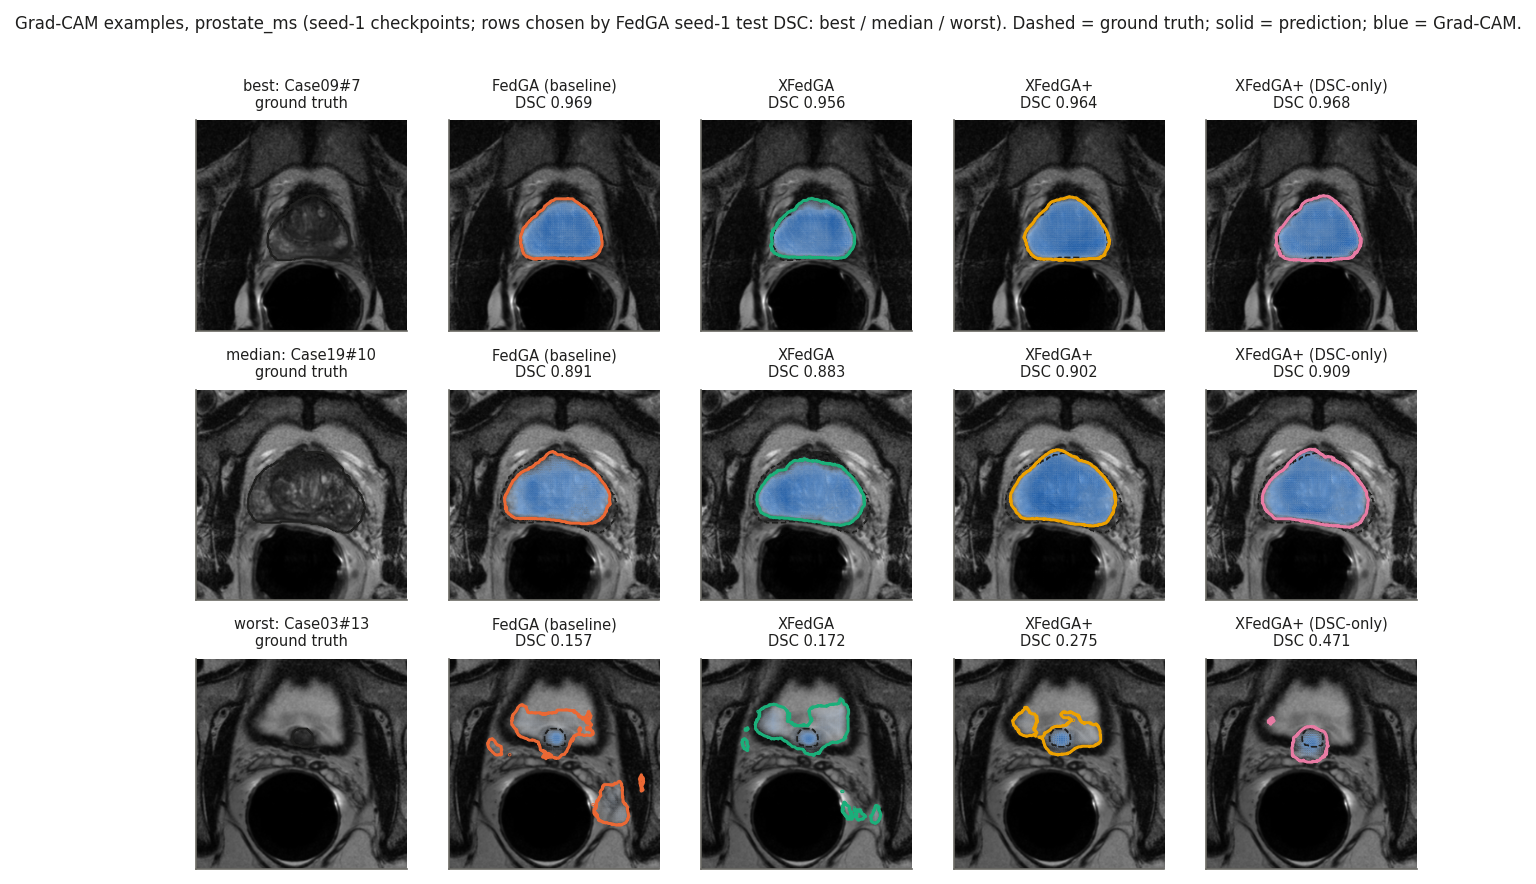 Grad-CAM examples, prostate_ms (seed-1 checkpoints; rows chosen by FedGA seed-1 test DSC: best / median / worst). Dashed = ground truth; solid = prediction; blue = Grad-CAM.
best: Case09#7
ground truth
FedGA (baseline)
DSC 0.969
XFedGA
DSC 0.956
XFedGA+
DSC 0.964
XFedGA+ (DSC-only)
DSC 0.968
median: Case19#10
ground truth
FedGA (baseline)
DSC 0.891
XFedGA
DSC 0.883
XFedGA+
DSC 0.902
XFedGA+ (DSC-only)
DSC 0.909
worst: Case03#13
ground truth
FedGA (baseline)
DSC 0.157
XFedGA
DSC 0.172
XFedGA+
DSC 0.275
XFedGA+ (DSC-only)
DSC 0.471